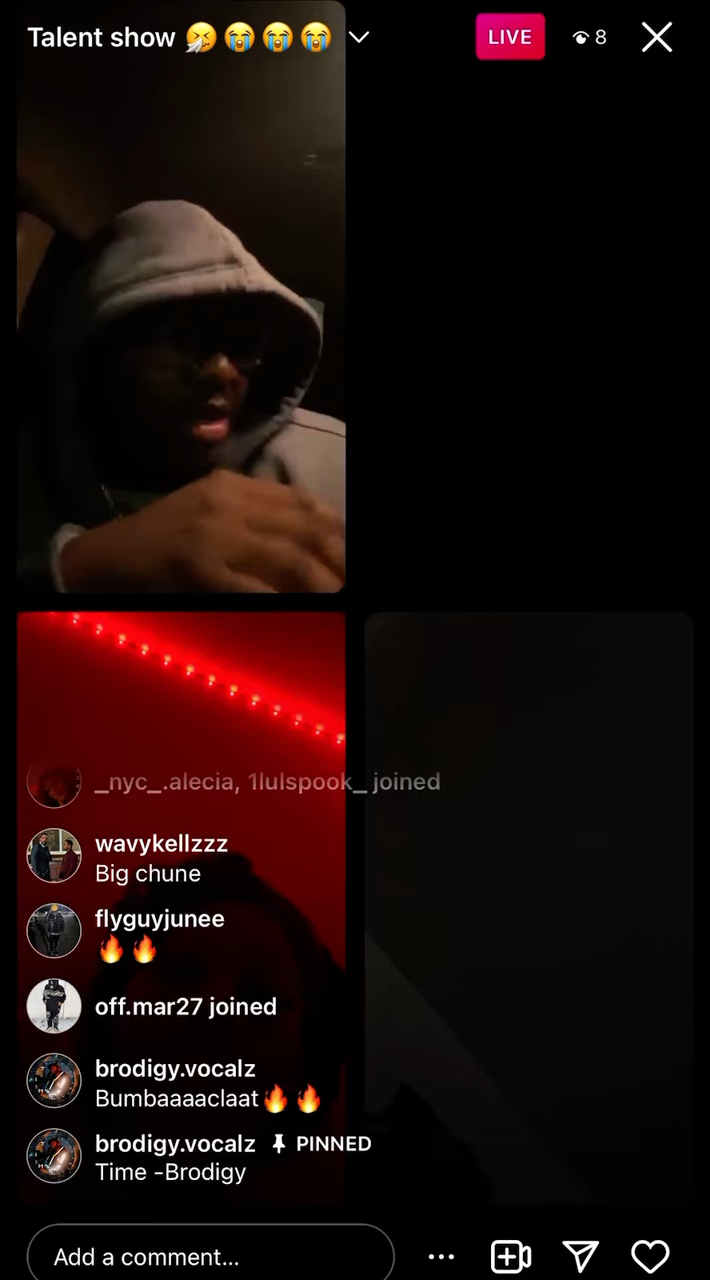 Talent show 🤧😭😭😭
LIVE
8
_nyc_.alecia, 1lulspook_ joined
wavykellzzz
Big chune
flyguyjunee
🔥🔥
off.mar27 joined
brodigy.vocalz
Bumbaaaaclaat🔥🔥
brodigy.vocalz 📌 PINNED
Time -Brodigy
Add a comment...